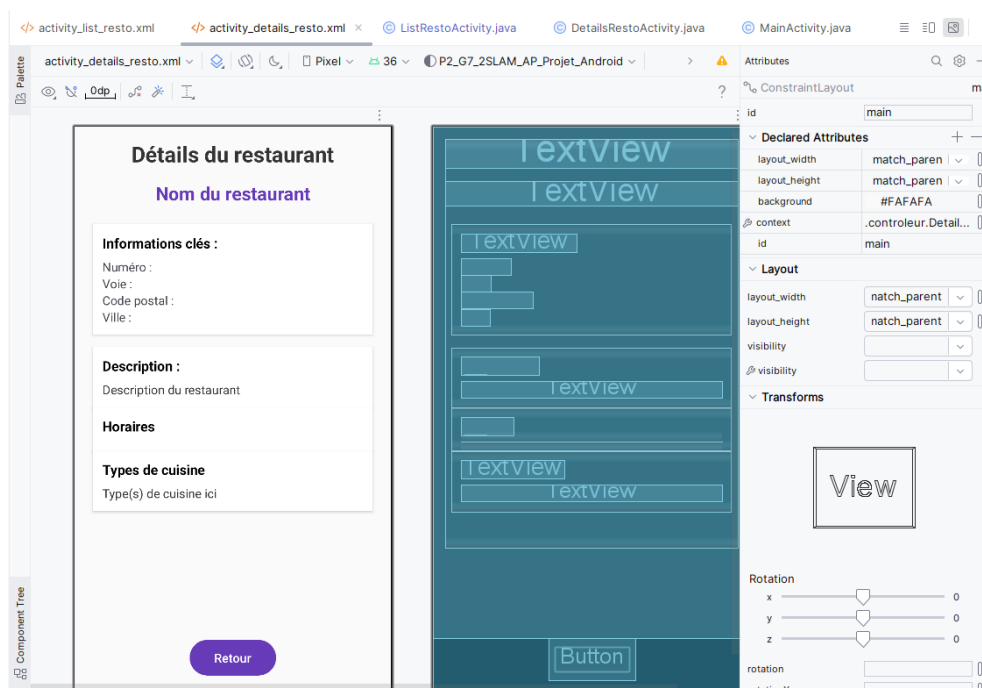 activity_list_resto.xml
activity_details_resto.xml
ListRestoActivity.java
DetailsRestoActivity.java
MainActivity.java
Palette
activity_details_resto.xml
Pixel
36
P2_G7_2SLAM_AP_Projet_Android
Attributes
0dp
?
ConstraintLayout
m
id
main
Declared Attributes
layout_width
match_paren
layout_height
match_paren
background
#FAFAFA
context
.controleur.Detail...
id
main
Layout
layout_width
natch_parent
layout_height
natch_parent
visibility
visibility
Transforms
View
Rotation
x
0
y
0
z
0
rotation
Détails du restaurant
Nom du restaurant
Informations clés :
Numéro :
Voie :
Code postal :
Ville :
Description :
Description du restaurant
Horaires
Types de cuisine
Type(s) de cuisine ici
Retour
TextView
TextView
TextView
TextView
TextView
TextView
Button
Component Tree